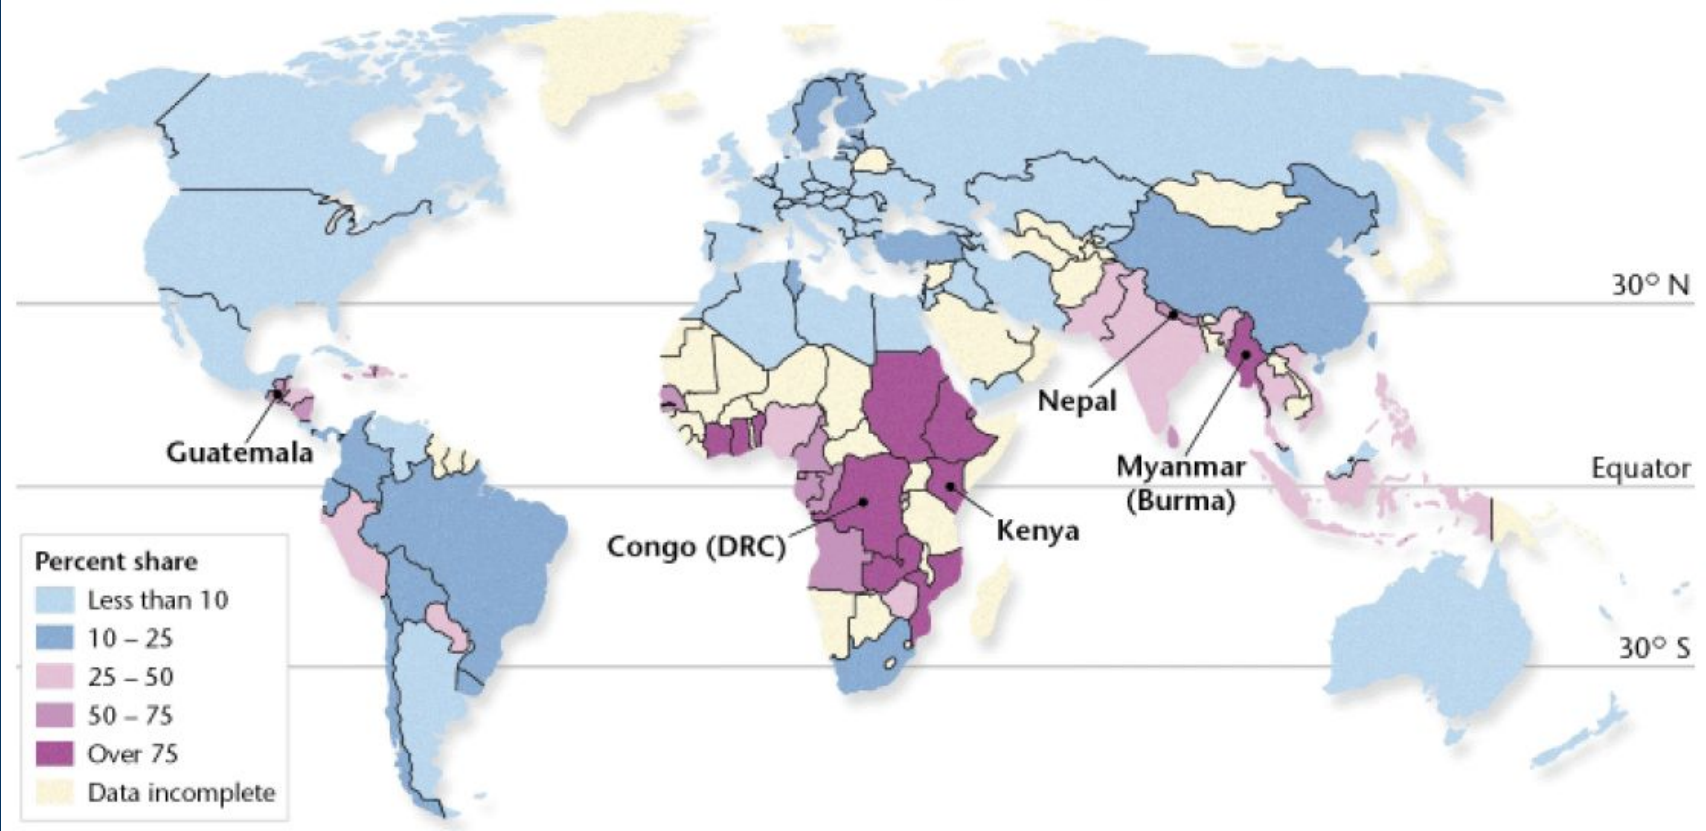 30° N
Nepal
Guatemala
Myanmar
(Burma)
Equator
Kenya
Congo (DRC)
30° S
Percent share
Less than 10
10 – 25
25 – 50
50 – 75
Over 75
Data incomplete